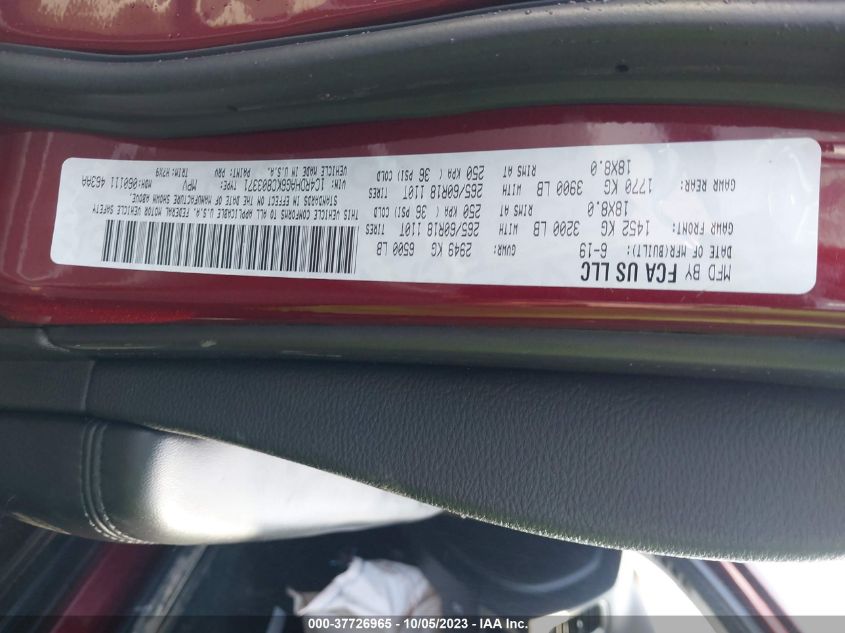 MFD BY FCA US LLC
DATE OF MFR(BUILT): 6-19 GVWR: 2949 KG 6500 LB
GAWR FRONT: 1452 KG 3200 LB WITH 265/60R18 110T TIRES
18X8.0 RIMS AT 250 KPA ( 36 PSI) COLD
GAWR REAR: 1770 KG 3900 LB WITH 265/60R18 110T TIRES
18X8.0 RIMS AT 250 KPA ( 36 PSI) COLD
THIS VEHICLE CONFORMS TO ALL APPLICABLE U.S.A. FEDERAL MOTOR VEHICLE SAFETY
STANDARDS IN EFFECT ON THE DATE OF MANUFACTURE SHOWN ABOVE.
VIN: 1C4RDHAG6KC803371 TYPE: MPV MDH:060111 463AA
VEHICLE MADE IN U.S.A. PAINT: PRV TRIM: H7X9
000-37726965 - 10/05/2023 - IAA Inc.